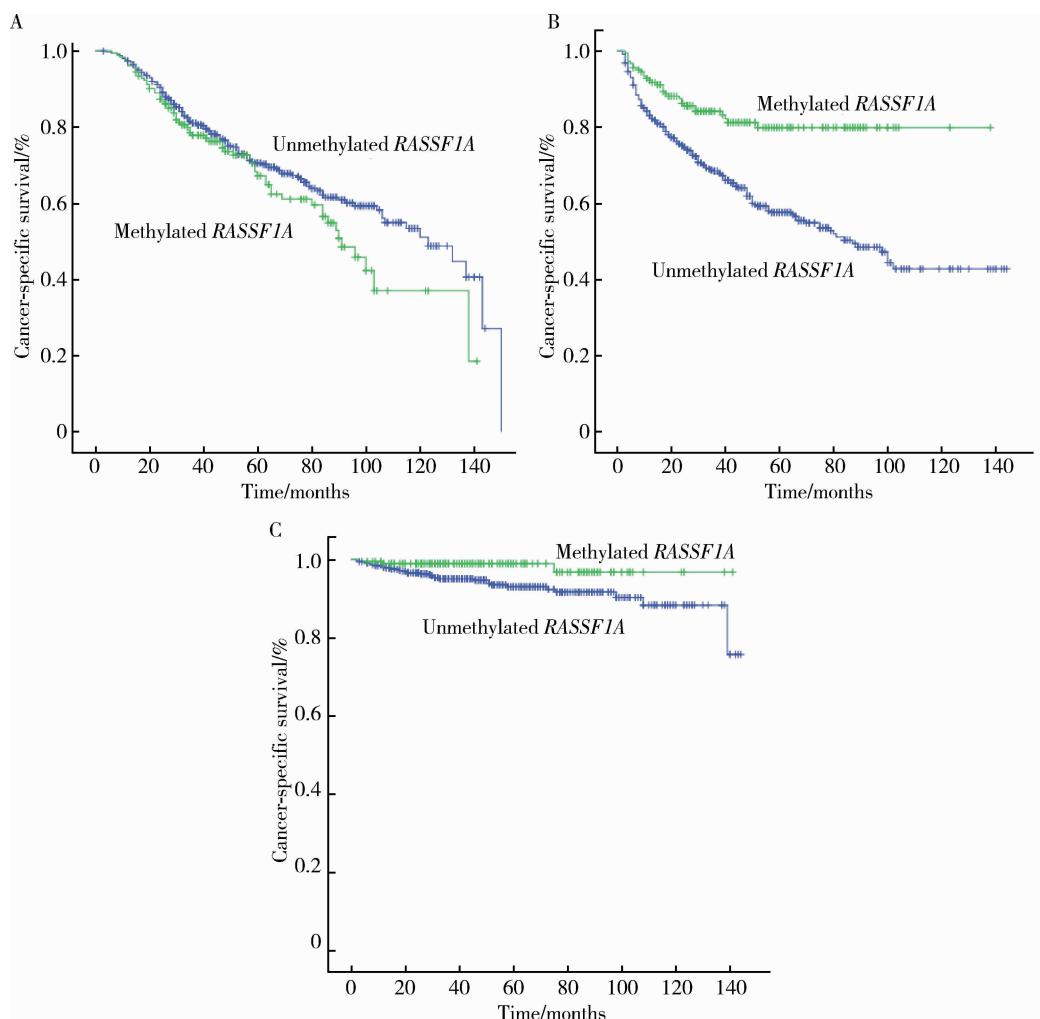 A
1.0
0.8
0.6
0.4
0.2
0
Cancer-specific survival/%
Unmethylated RASSF1A
Methylated RASSF1A
0 20 40 60 80 100 120 140
Time/months
B
1.0
0.8
0.6
0.4
0.2
0
Cancer-specific survival/%
Methylated RASSF1A
Unmethylated RASSF1A
0 20 40 60 80 100 120 140
Time/months
C
1.0
0.8
0.6
0.4
0.2
0
Cancer-specific survival/%
Methylated RASSF1A
Unmethylated RASSF1A
0 20 40 60 80 100 120 140
Time/months